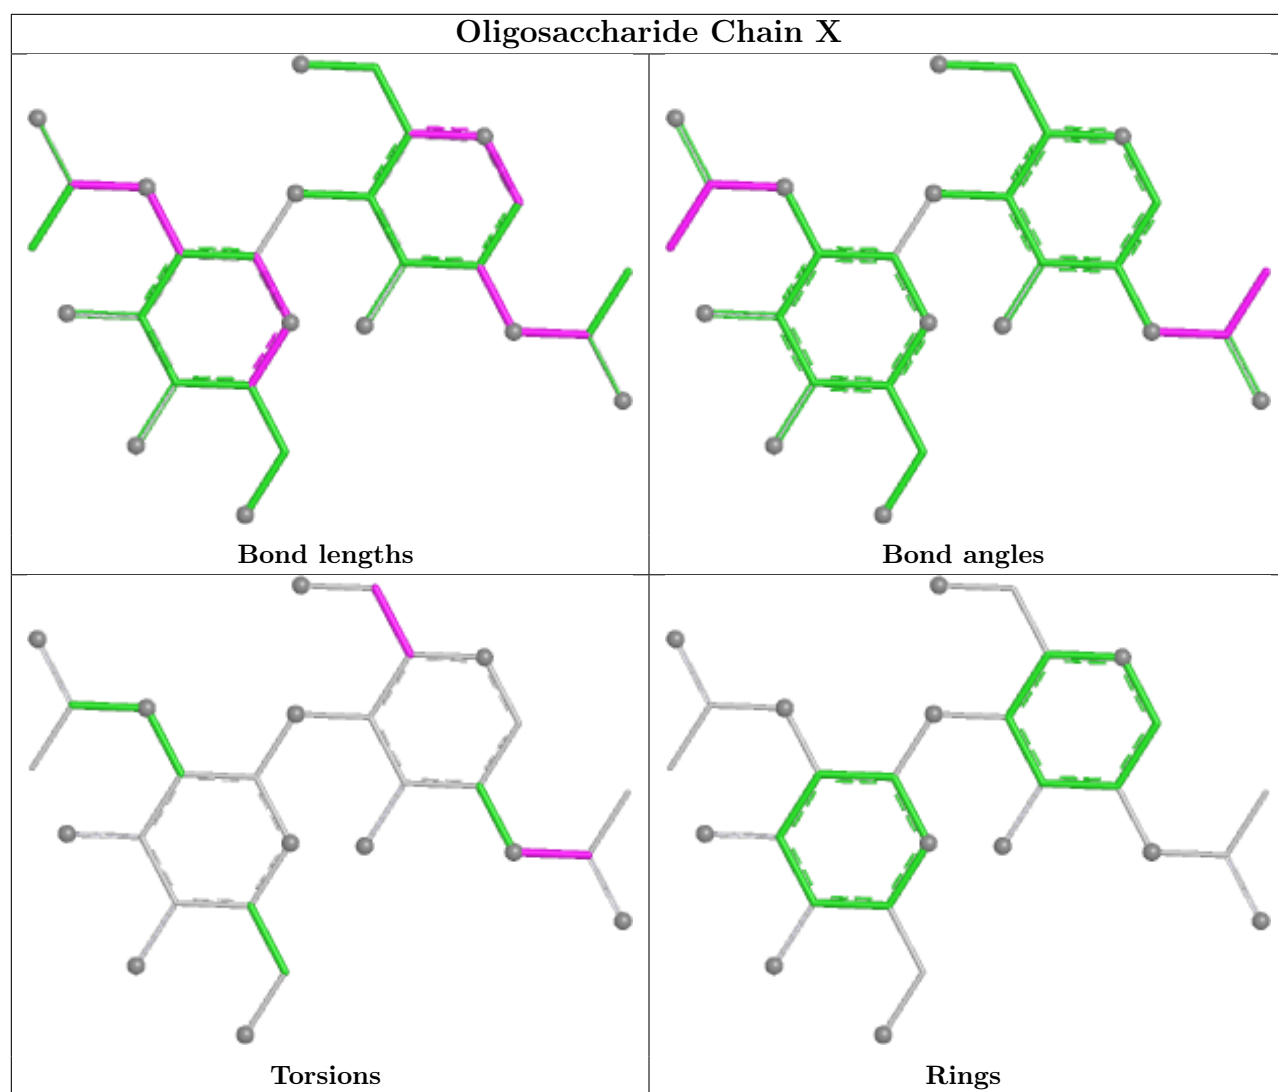 Oligosaccharide Chain X
Bond lengths
Bond angles
Torsions
Rings